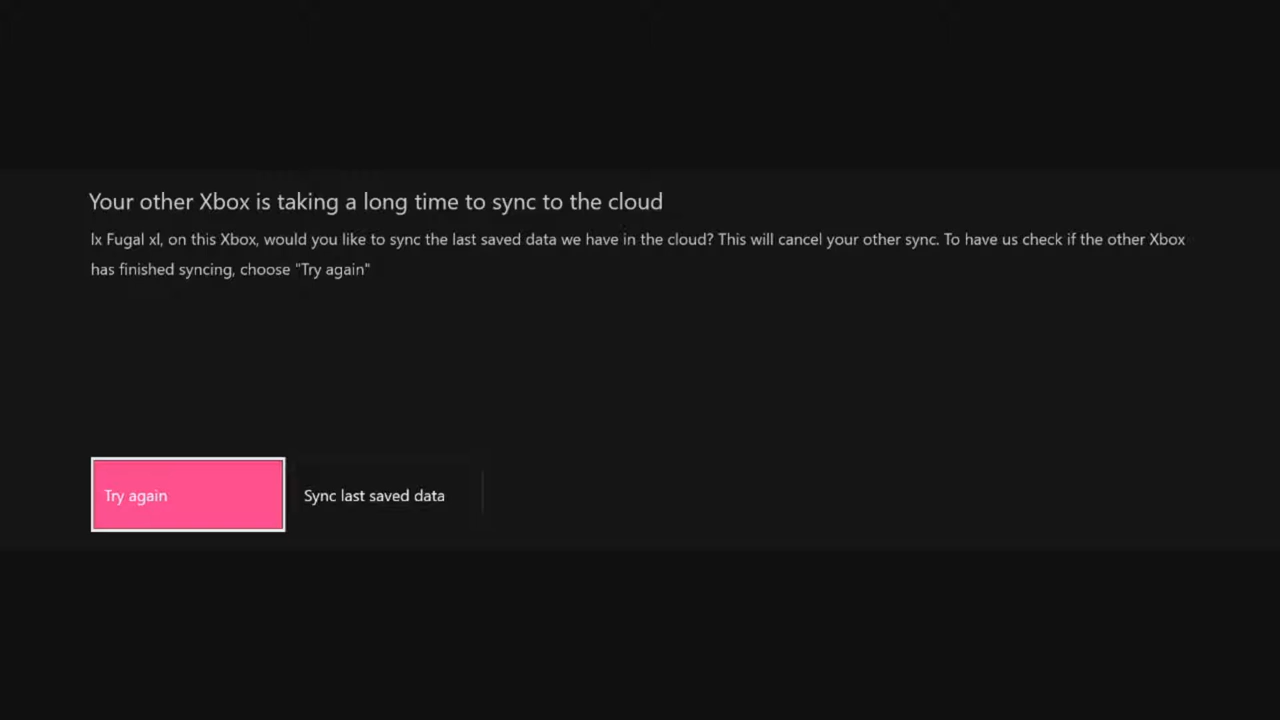 Your other Xbox is taking a long time to sync to the cloud
lx Fugal xl, on this Xbox, would you like to sync the last saved data we have in the cloud? This will cancel your other sync. To have us check if the other Xbox
has finished syncing, choose "Try again"
Try again
Sync last saved data